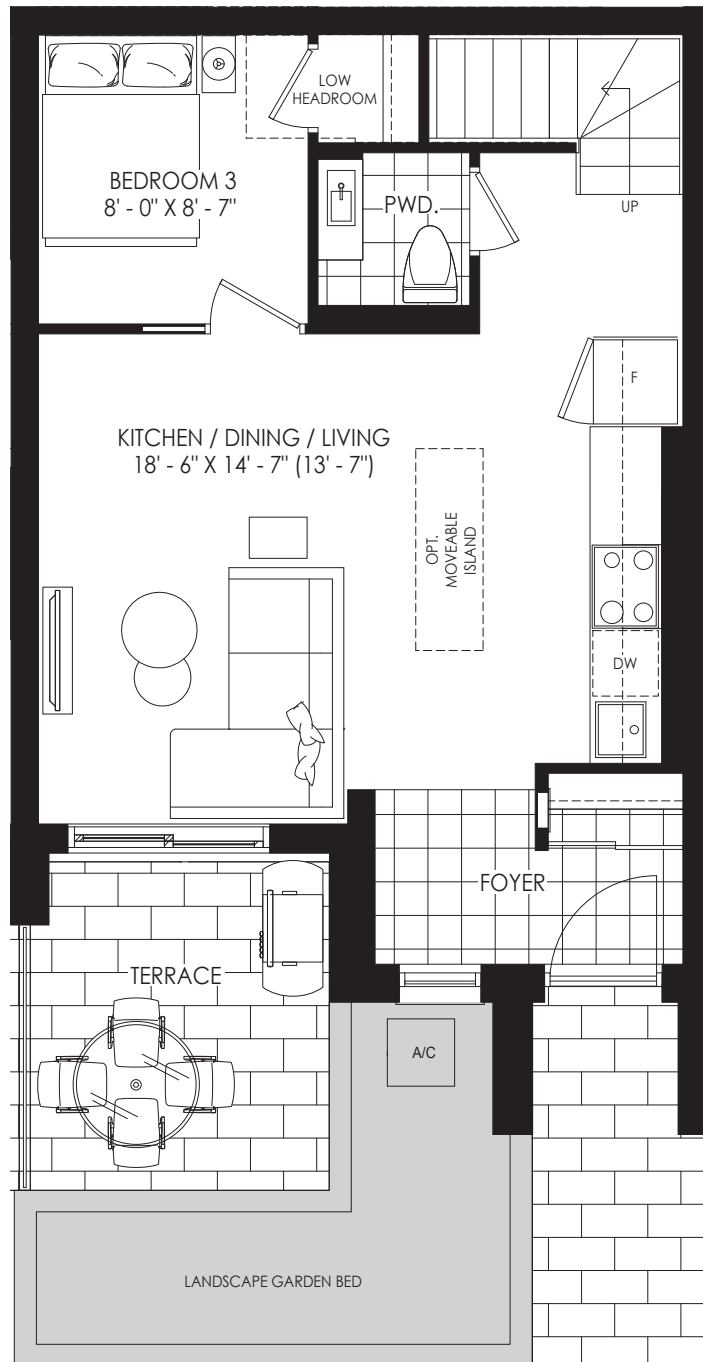 LOW
HEADROOM
BEDROOM 3
8' - 0" X 8' - 7"
PWD.
UP
F
KITCHEN / DINING / LIVING
18' - 6" X 14' - 7" (13' - 7")
OPT.
MOVEABLE
ISLAND
DW
FOYER
TERRACE
A/C
LANDSCAPE GARDEN BED